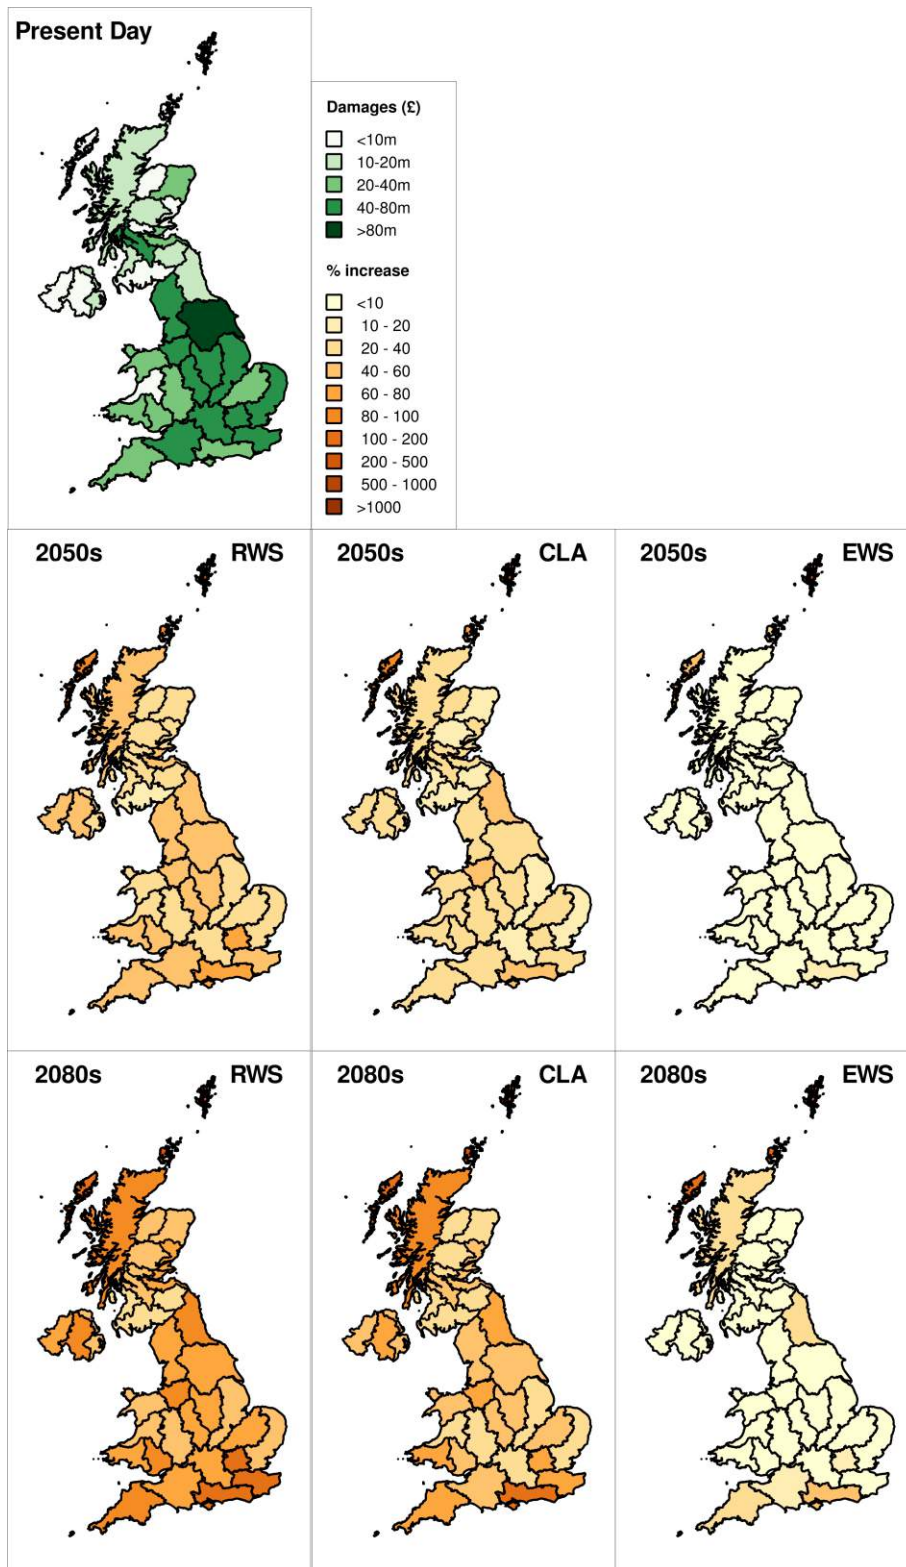 Present Day
Damages (£)
<10m
10-20m
20-40m
40-80m
>80m
% increase
<10
10 - 20
20 - 40
40 - 60
60 - 80
80 - 100
100 - 200
200 - 500
500 - 1000
>1000
2050s RWS
2050s CLA
2050s EWS
2080s RWS
2080s CLA
2080s EWS